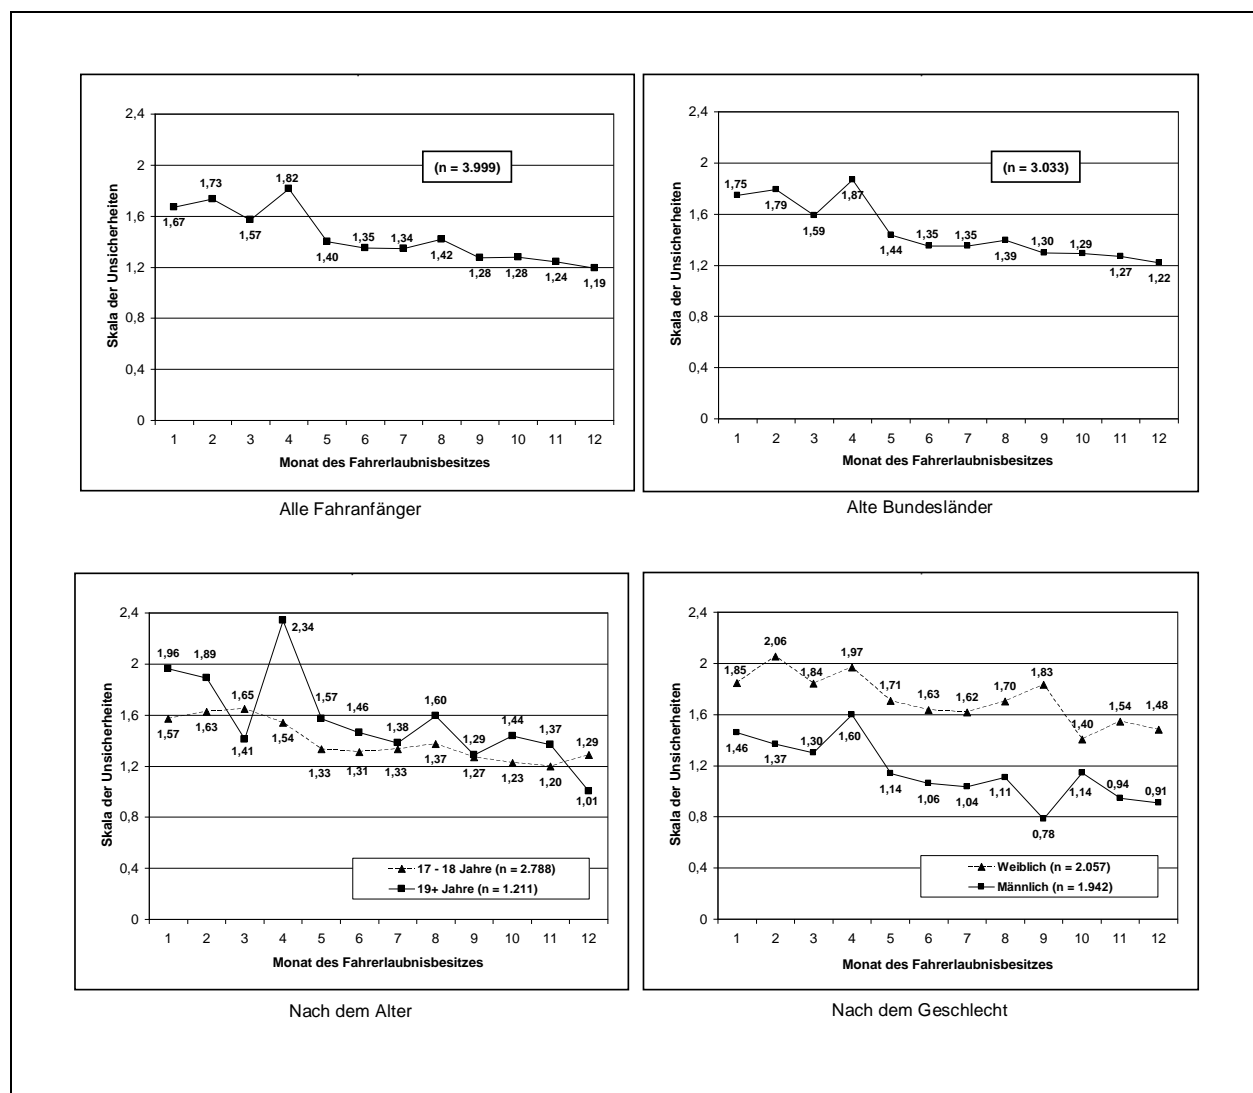 2,4
2
1,6
1,2
0,8
0,4
0
Skala der Unsicherheiten
(n = 3.999)
1,67 1,73 1,57 1,82 1,40 1,35 1,34 1,42 1,28 1,28 1,24 1,19
1 2 3 4 5 6 7 8 9 10 11 12
Monat des Fahrerlaubnisbesitzes
Alle Fahranfänger
2,4
2
1,6
1,2
0,8
0,4
0
Skala der Unsicherheiten
(n = 3.033)
1,75 1,79 1,59 1,87 1,44 1,35 1,35 1,39 1,30 1,29 1,27 1,22
1 2 3 4 5 6 7 8 9 10 11 12
Monat des Fahrerlaubnisbesitzes
Alte Bundesländer
2,4
2
1,6
1,2
0,8
0,4
0
Skala der Unsicherheiten
1,96 1,89 1,41 2,34 1,57 1,46 1,38 1,60 1,29 1,44 1,37 1,01
1,57 1,63 1,65 1,54 1,33 1,31 1,33 1,37 1,27 1,23 1,20 1,29
17 - 18 Jahre (n = 2.788)
19+ Jahre (n = 1.211)
1 2 3 4 5 6 7 8 9 10 11 12
Monat des Fahrerlaubnisbesitzes
Nach dem Alter
2,4
2
1,6
1,2
0,8
0,4
0
Skala der Unsicherheiten
1,85 2,06 1,84 1,97 1,71 1,63 1,62 1,70 1,83 1,40 1,54 1,48
1,46 1,37 1,30 1,60 1,14 1,06 1,04 1,11 0,78 1,14 0,94 0,91
Weiblich (n = 2.057)
Männlich (n = 1.942)
1 2 3 4 5 6 7 8 9 10 11 12
Monat des Fahrerlaubnisbesitzes
Nach dem Geschlecht